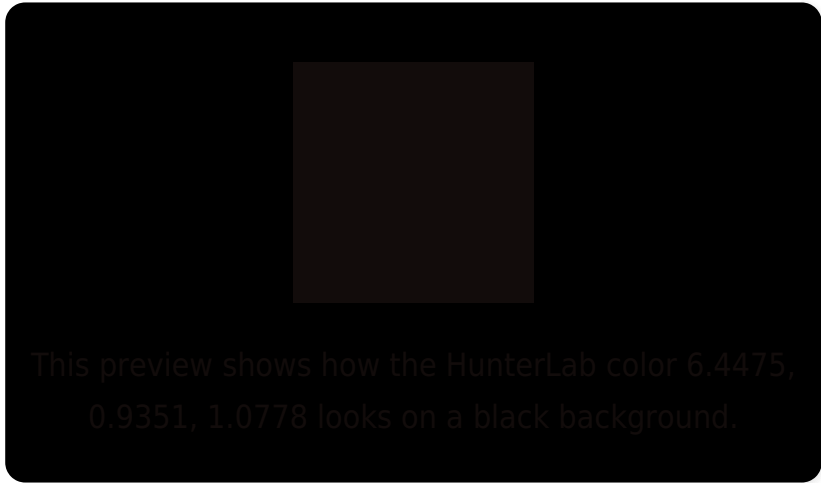 This preview shows how the HunterLab color 6.4475,
0.9351, 1.0778 looks on a black background.